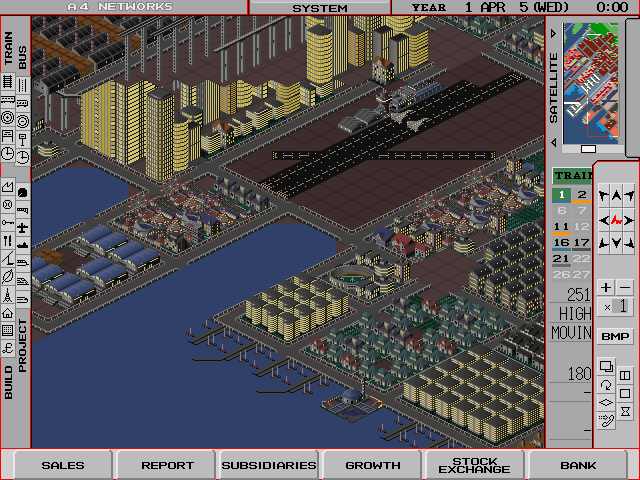 A4 NETWORKS
SYSTEM
YEAR 1 APR 5 (WED) 0:00
TRAIN
BUS
SATELLITE
TRAIN
1 2
6 7
11 12
16 17
21 22
26 27
251
HIGH
MOVIN
180
+ −
× 1
BMP
BUILD
PROJECT
SALES
REPORT
SUBSIDIARIES
GROWTH
STOCK
EXCHANGE
BANK